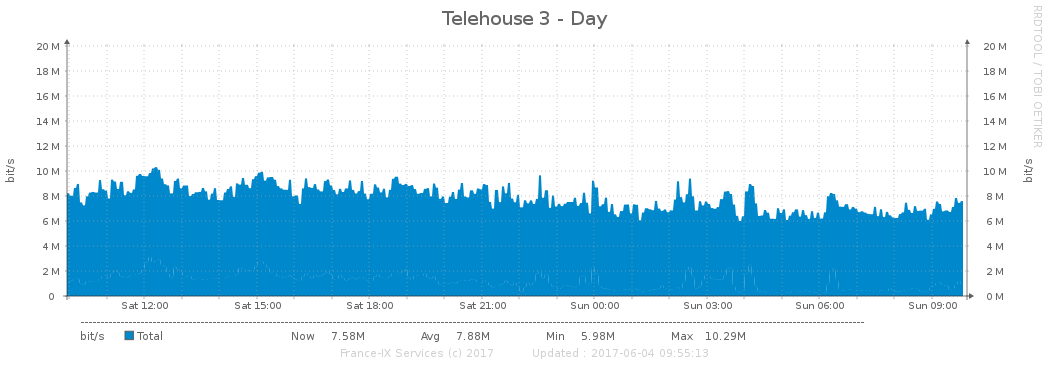 Telehouse 3 - Day
RRDTOOL / TOBI OETIKER
bit/s
bit/s
20 M 20 M
18 M 18 M
16 M 16 M
14 M 14 M
12 M 12 M
10 M 10 M
8 M 8 M
6 M 6 M
4 M 4 M
2 M 2 M
0 0 M
Sat 12:00 Sat 15:00 Sat 18:00 Sat 21:00 Sun 00:00 Sun 03:00 Sun 06:00 Sun 09:00
bit/s Total Now 7.58M Avg 7.88M Min 5.98M Max 10.29M
France-IX Services (c) 2017 Updated : 2017-06-04 09:55:13